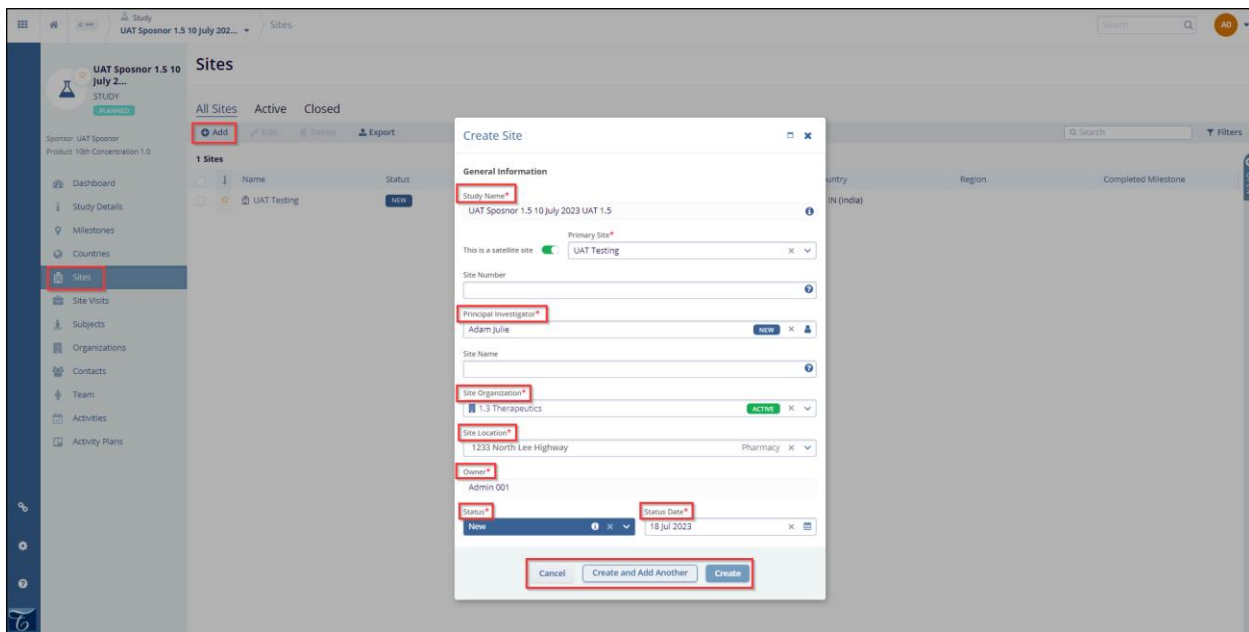 Study
UAT Sposnor 1.5 10 July 202...
Sites
Search
AO
UAT Sposnor 1.5 10
July 2...
STUDY
PLANNED
Sponsor UAT Sposnor
Product 10th Concentration 1.0
Dashboard
Study Details
Milestones
Countries
Sites
Site Visits
Subjects
Organizations
Contacts
Team
Activities
Activity Plans
Sites
All Sites Active Closed
Add Edit Delete Export
Search
Filters
1 Sites
Name Status
untry Region Completed Milestone
UAT Testing NEW
IN (India)
Create Site
General Information
Study Name*
UAT Sposnor 1.5 10 July 2023 UAT 1.5
Primary Site*
This is a satellite site UAT Testing
Site Number
Principal Investigator*
Adam Julie NEW
Site Name
Site Organization*
1.3 Therapeutics ACTIVE
Site Location*
1233 North Lee Highway Pharmacy
Owner*
Admin 001
Status* Status Date*
New 18 Jul 2023
Cancel Create and Add Another Create